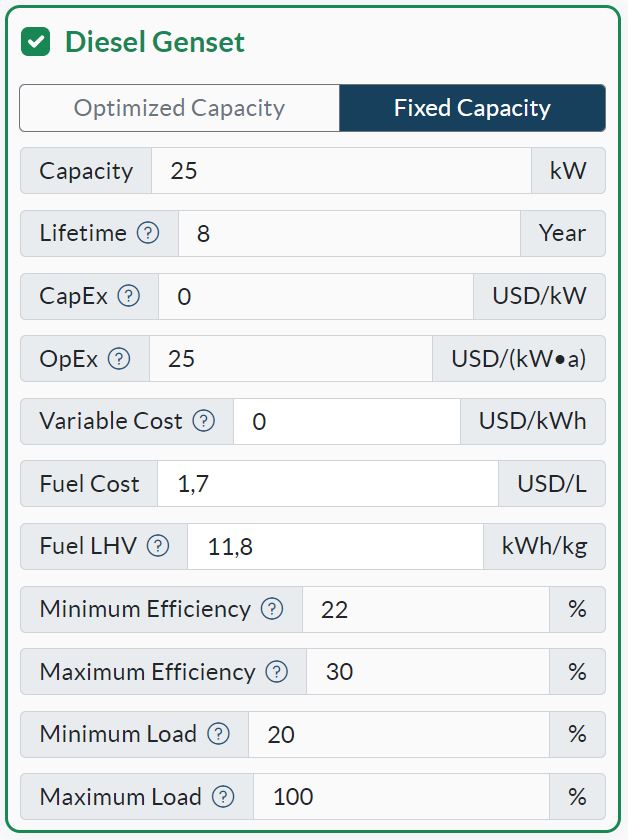 Diesel Genset
Optimized Capacity Fixed Capacity
Capacity 25 kW
Lifetime ? 8 Year
CapEx ? 0 USD/kW
OpEx ? 25 USD/(kW•a)
Variable Cost ? 0 USD/kWh
Fuel Cost 1,7 USD/L
Fuel LHV ? 11,8 kWh/kg
Minimum Efficiency ? 22 %
Maximum Efficiency ? 30 %
Minimum Load ? 20 %
Maximum Load ? 100 %